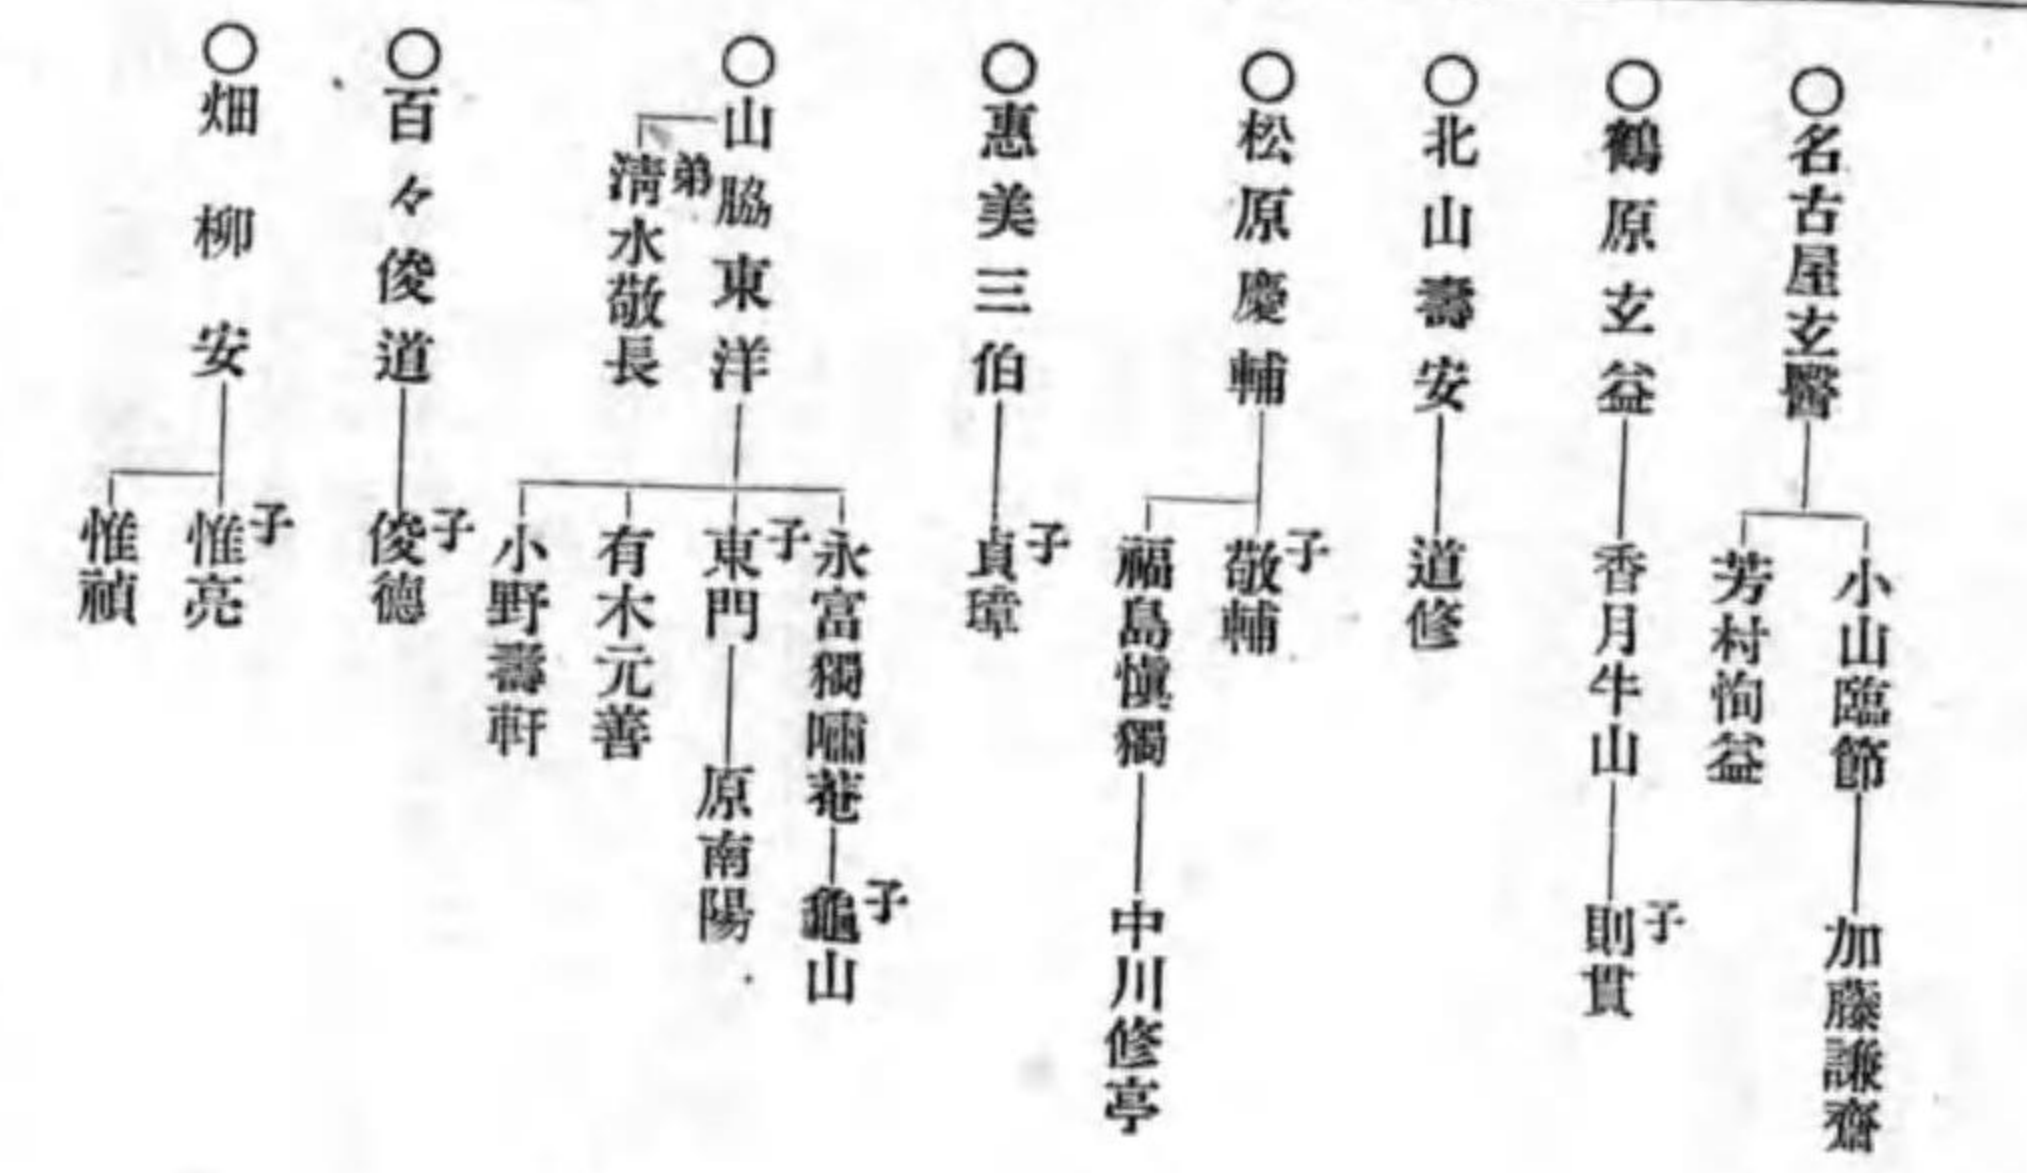 ○名古屋玄醫
小山臨節
加藤謙齋
芳村恂益
○鶴原玄益
香月牛山
子
則貫
○北山壽安
道修
○松原慶輔
子
敬輔
福島愼獨
中川修亭
○惠美三伯
子
貞璋
○山脇東洋
弟
淸水敬長
永富獨嘯菴
子
龜山
子
東門
原南陽
有木元善
小野壽軒
○百々俊道
子
俊德
○畑柳安
子
惟亮
惟禎